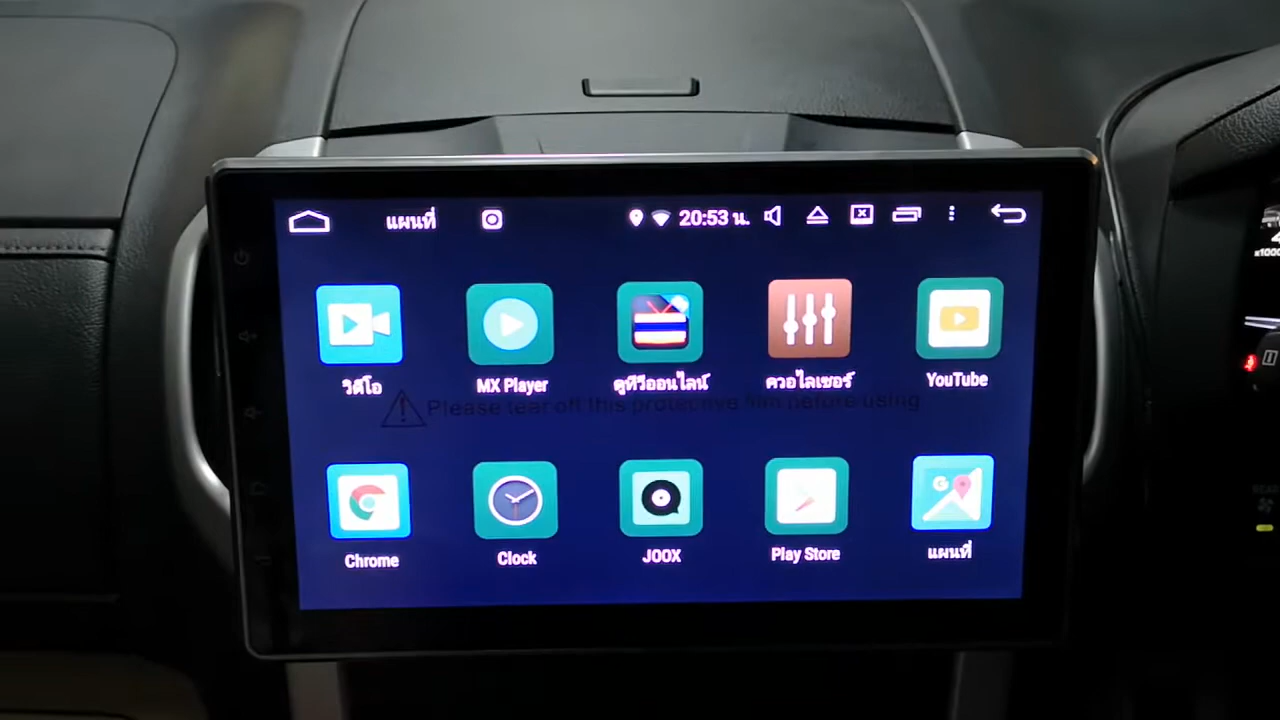 แผนที่ 20:53 น.
วิดีโอ MX Player ดูทีวีออนไลน์ ควอไลเซอร์ YouTube
Please tear off this protective film before using
Chrome Clock JOOX Play Store แผนที่
x1000